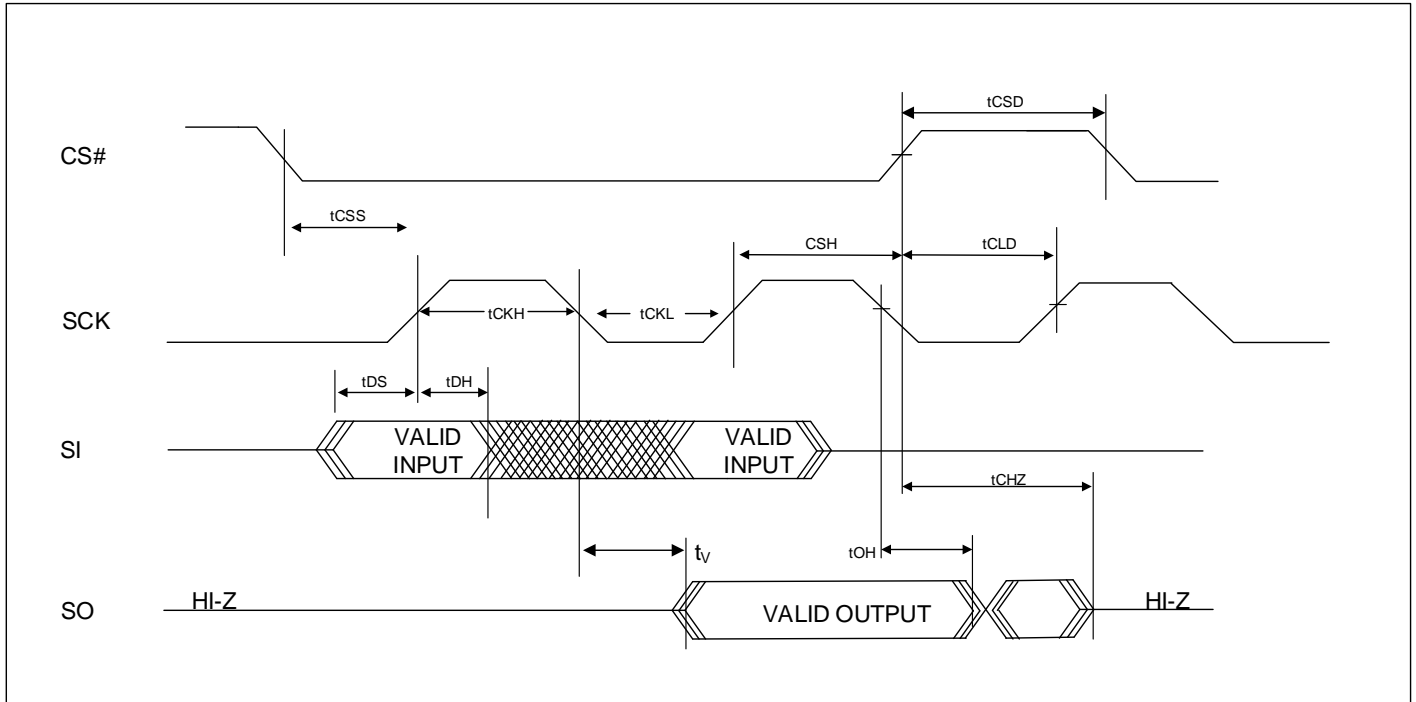 tCSD
CS#
tCSS
CSH
tCLD
SCK
tCKH
tCKL
tDS
tDH
SI
VALID
INPUT
VALID
INPUT
tCHZ
tV
tOH
SO
HI-Z
VALID OUTPUT
HI-Z